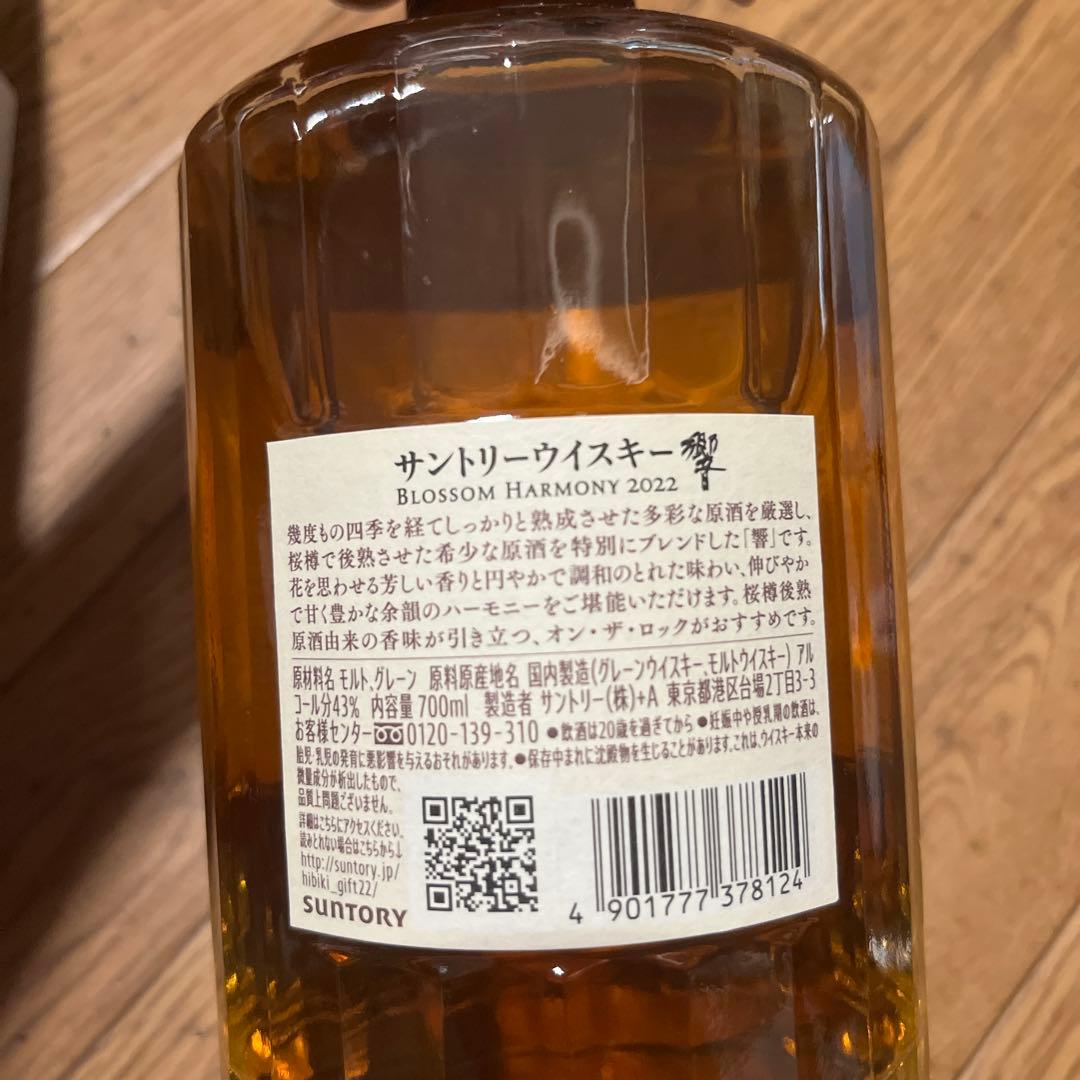 サントリーウイスキー響
BLOSSOM HARMONY 2022
幾度もの四季を経てしっかりと熟成させた多彩な原酒を厳選し、
桜樽で後熟させた希少な原酒を特別にブレンドした「響」です。
花を思わせる芳しい香りと円やかで調和のとれた味わい、伸びやか
で甘く豊かな余韻のハーモニーをご堪能いただけます。桜樽後熟
原酒由来の香味が引き立つ、オン・ザ・ロックがおすすめです。
原材料名 モルト、グレーン 原料原産地名 国内製造(グレーンウイスキー、モルトウイスキー) アル
コール分43% 内容量700ml 製造者 サントリー(株)+A 東京都港区台場2丁目3-3
お客様センター 0120-139-310 ●飲酒は20歳を過ぎてから ●妊娠中や授乳期の飲酒は、
胎児・乳児の発育に悪影響を与えるおそれがあります。●保存中まれに沈殿物を生じることがあります。これは、ウイスキー本来の
微量成分が析出したもので、
品質上問題ございません。
詳細はこちらにアクセスください。
読みとれない場合はこちらから↓
http://suntory.jp/
hibiki_gift22/
SUNTORY
4 901777 378124